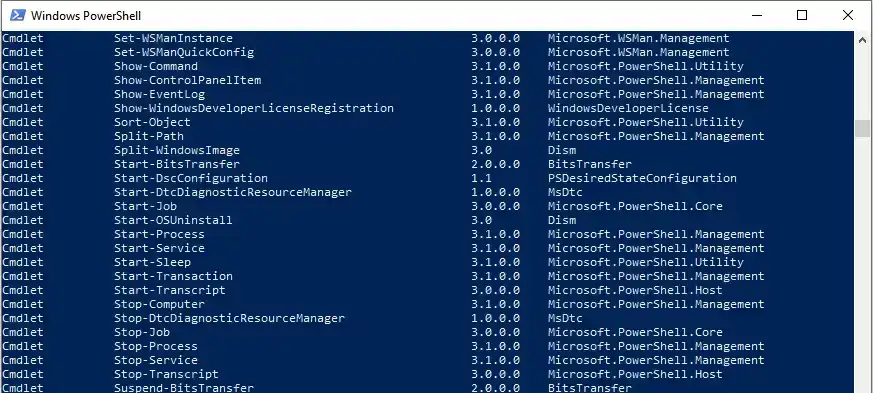 Windows PowerShell
Cmdlet Set-WSManInstance 3.0.0.0 Microsoft.WSMan.Management
Cmdlet Set-WSManQuickConfig 3.0.0.0 Microsoft.WSMan.Management
Cmdlet Show-Command 3.1.0.0 Microsoft.PowerShell.Utility
Cmdlet Show-ControlPanelItem 3.1.0.0 Microsoft.PowerShell.Management
Cmdlet Show-EventLog 3.1.0.0 Microsoft.PowerShell.Management
Cmdlet Show-WindowsDeveloperLicenseRegistration 1.0.0.0 WindowsDeveloperLicense
Cmdlet Sort-Object 3.1.0.0 Microsoft.PowerShell.Utility
Cmdlet Split-Path 3.1.0.0 Microsoft.PowerShell.Management
Cmdlet Split-WindowsImage 3.0 Dism
Cmdlet Start-BitsTransfer 2.0.0.0 BitsTransfer
Cmdlet Start-DscConfiguration 1.1 PSDesiredStateConfiguration
Cmdlet Start-DtcDiagnosticResourceManager 1.0.0.0 MsDtc
Cmdlet Start-Job 3.0.0.0 Microsoft.PowerShell.Core
Cmdlet Start-OSUninstall 3.0 Dism
Cmdlet Start-Process 3.1.0.0 Microsoft.PowerShell.Management
Cmdlet Start-Service 3.1.0.0 Microsoft.PowerShell.Management
Cmdlet Start-Sleep 3.1.0.0 Microsoft.PowerShell.Utility
Cmdlet Start-Transaction 3.1.0.0 Microsoft.PowerShell.Management
Cmdlet Start-Transcript 3.0.0.0 Microsoft.PowerShell.Host
Cmdlet Stop-Computer 3.1.0.0 Microsoft.PowerShell.Management
Cmdlet Stop-DtcDiagnosticResourceManager 1.0.0.0 MsDtc
Cmdlet Stop-Job 3.0.0.0 Microsoft.PowerShell.Core
Cmdlet Stop-Process 3.1.0.0 Microsoft.PowerShell.Management
Cmdlet Stop-Service 3.1.0.0 Microsoft.PowerShell.Management
Cmdlet Stop-Transcript 3.0.0.0 Microsoft.PowerShell.Host
Cmdlet Suspend-BitsTransfer 2.0.0.0 BitsTransfer